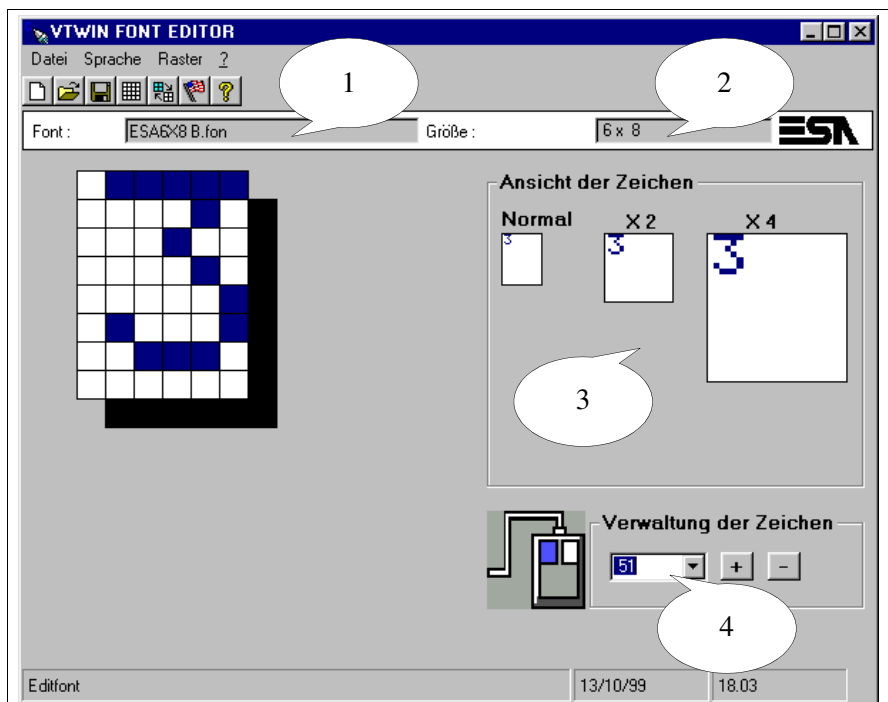 VTWIN FONT EDITOR
Datei Sprache Raster ?
1
2
Font : ESA6X8 B.fon Größe : 6 x 8 ESA
Ansicht der Zeichen
Normal X 2 X 4
3 3 3
3
Verwaltung der Zeichen
51 + -
4
Editfont 13/10/99 18.03